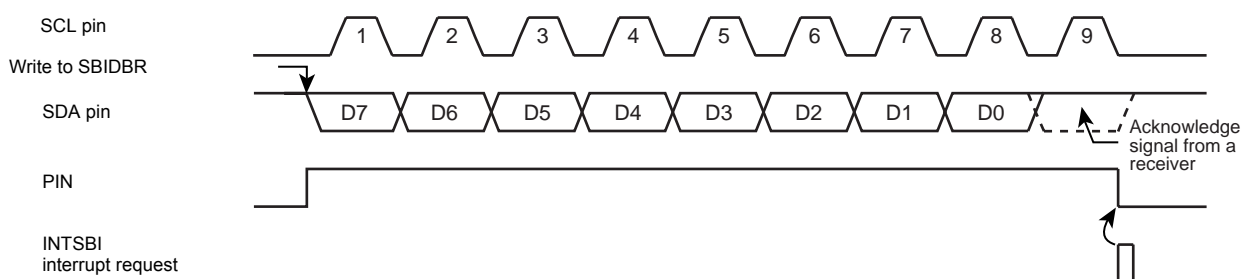 SCL pin
1 2 3 4 5 6 7 8 9
Write to SBIDBR
SDA pin
D7 D6 D5 D4 D3 D2 D1 D0
Acknowledge
signal from a
receiver
PIN
INTSBI
interrupt request